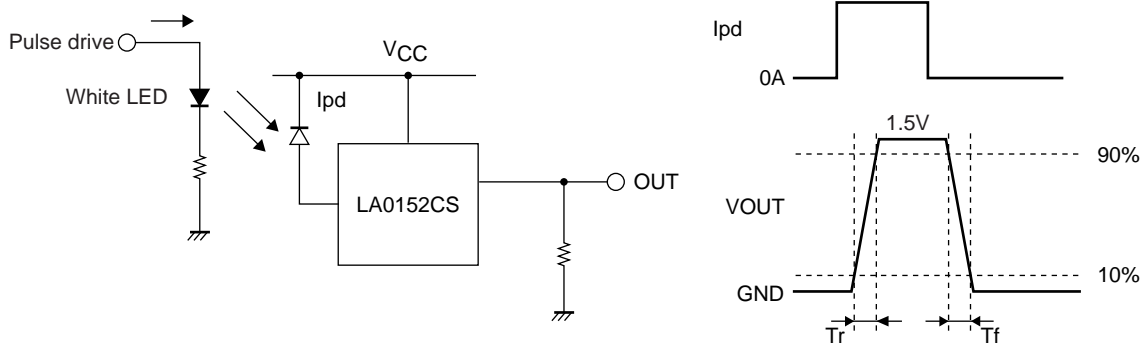 Pulse drive
White LED
VCC
Ipd
LA0152CS
OUT
Ipd
0A
1.5V
90%
VOUT
10%
GND
Tr
Tf